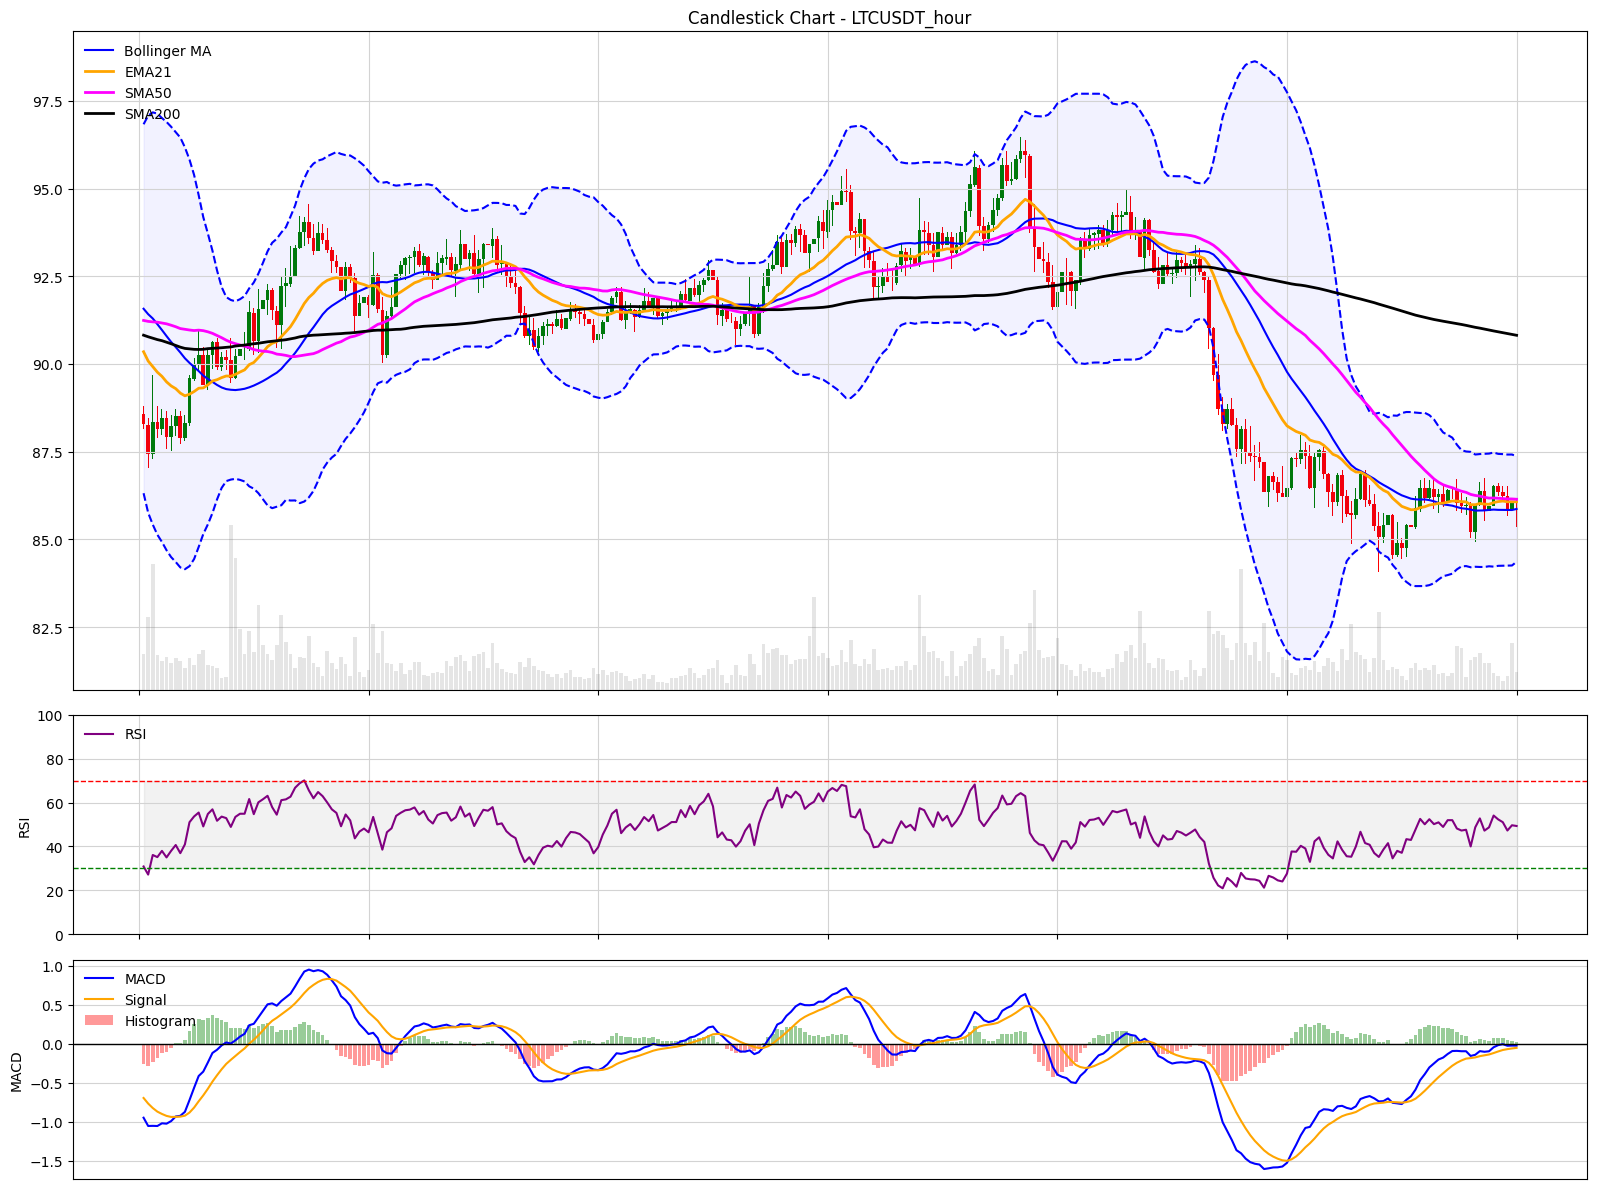 Candlestick Chart - LTCUSDT_hour
Bollinger MA
EMA21
SMA50
SMA200
97.5
95.0
92.5
90.0
87.5
85.0
82.5
RSI
100
80
60
40
20
0
RSI
MACD
Signal
Histogram
1.0
0.5
0.0
−0.5
−1.0
−1.5
MACD